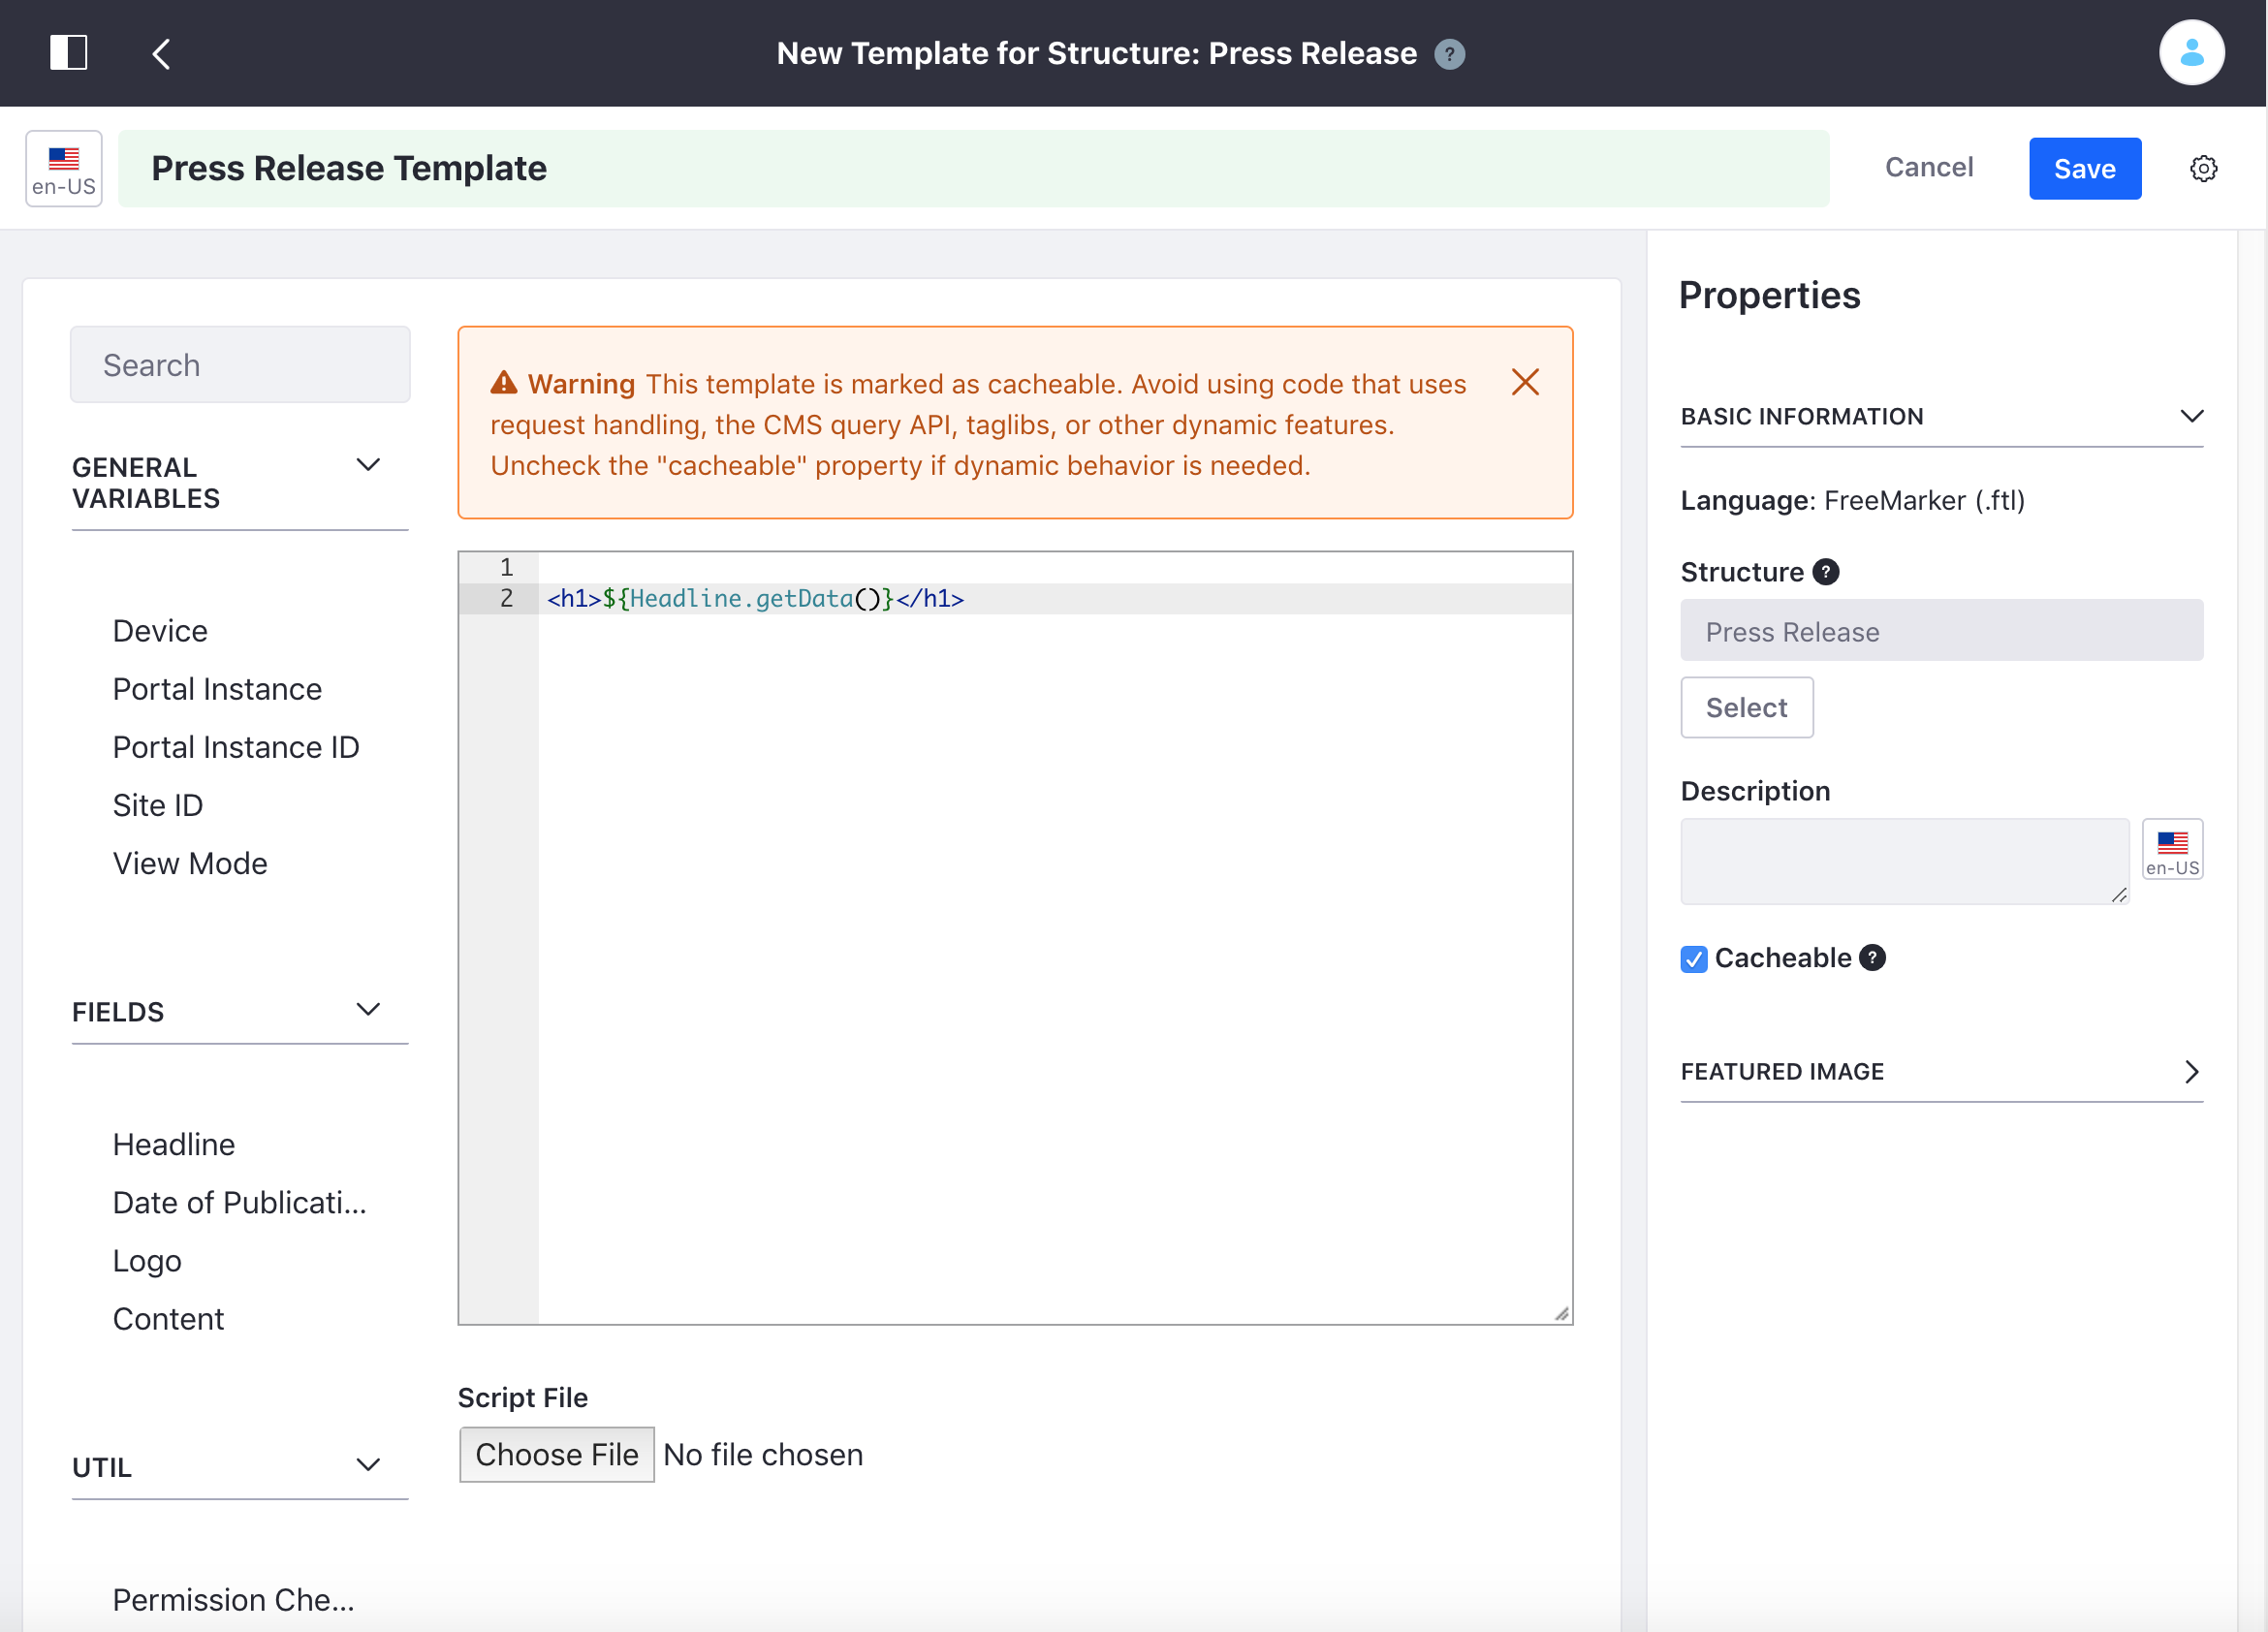 New Template for Structure: Press Release ?
en-US
Press Release Template
Cancel
Save
Search
GENERAL
VARIABLES
Device
Portal Instance
Portal Instance ID
Site ID
View Mode
FIELDS
Headline
Date of Publicati...
Logo
Content
UTIL
Permission Che...
Warning This template is marked as cacheable. Avoid using code that uses
request handling, the CMS query API, taglibs, or other dynamic features.
Uncheck the "cacheable" property if dynamic behavior is needed.
1
2 <h1>${Headline.getData()}</h1>
Script File
Choose File No file chosen
Properties
BASIC INFORMATION
Language: FreeMarker (.ftl)
Structure ?
Press Release
Select
Description
en-US
Cacheable ?
FEATURED IMAGE